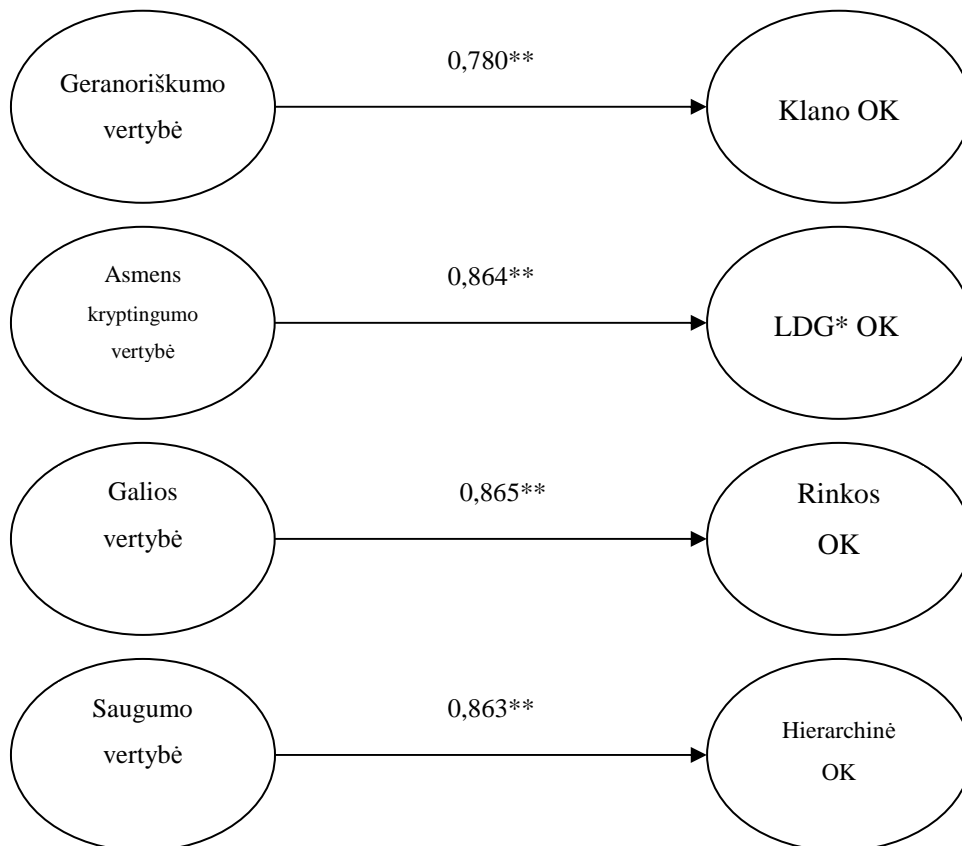 0,780**
Geranoriškumo
vertybė
Klano OK
0,864**
Asmens
kryptingumo
vertybė
LDG* OK
Galios
vertybė
0,865**
Rinkos
OK
Saugumo
vertybė
0,863**
Hierarchinė
OK